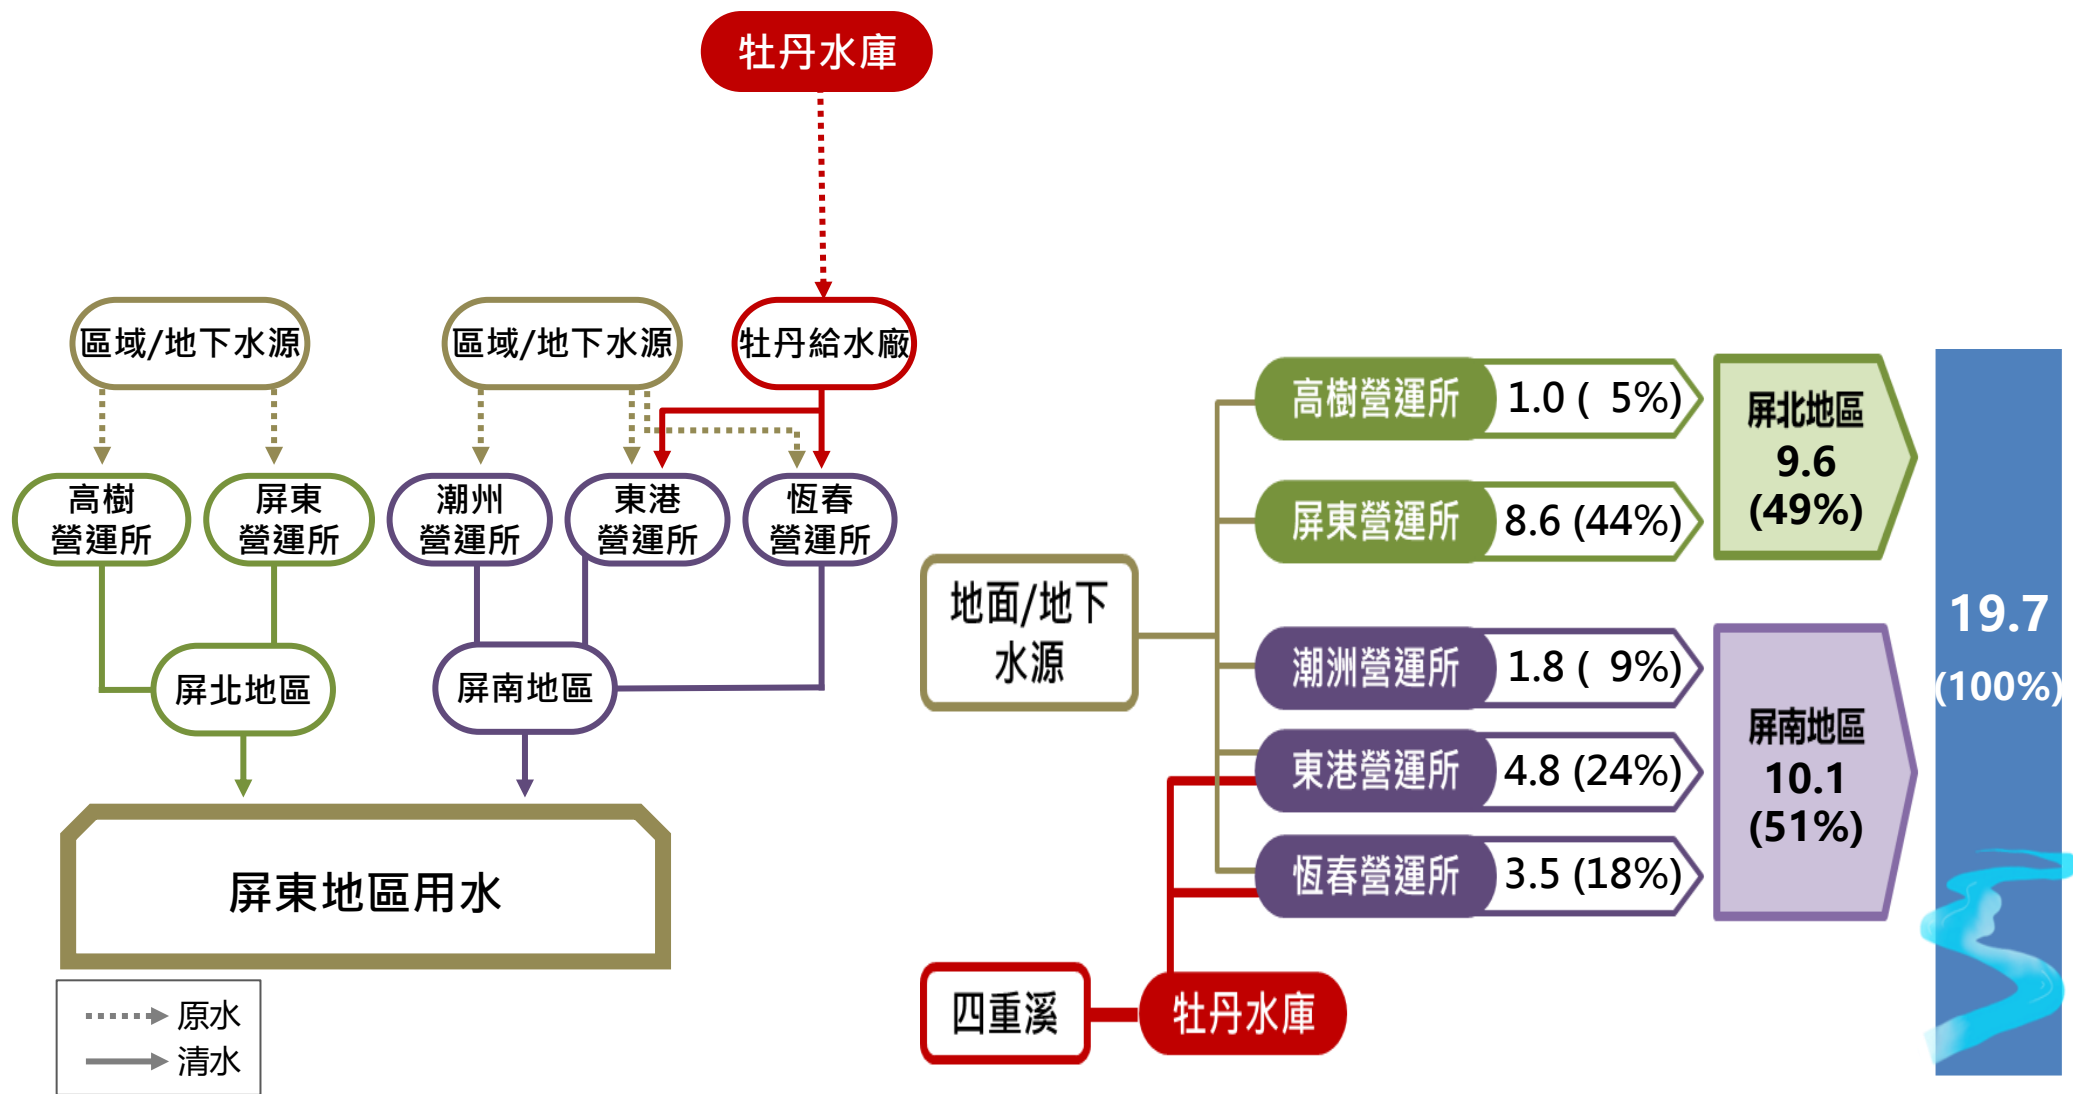 牡丹水庫
區域/地下水源
區域/地下水源
牡丹給水廠
高樹
營運所
屏東
營運所
潮州
營運所
東港
營運所
恆春
營運所
屏北地區
屏南地區
屏東地區用水
原水
清水
地面/地下
水源
高樹營運所 1.0 ( 5%)
屏東營運所 8.6 (44%)
潮洲營運所 1.8 ( 9%)
東港營運所 4.8 (24%)
恆春營運所 3.5 (18%)
四重溪
牡丹水庫
屏北地區
9.6
(49%)
屏南地區
10.1
(51%)
19.7
(100%)